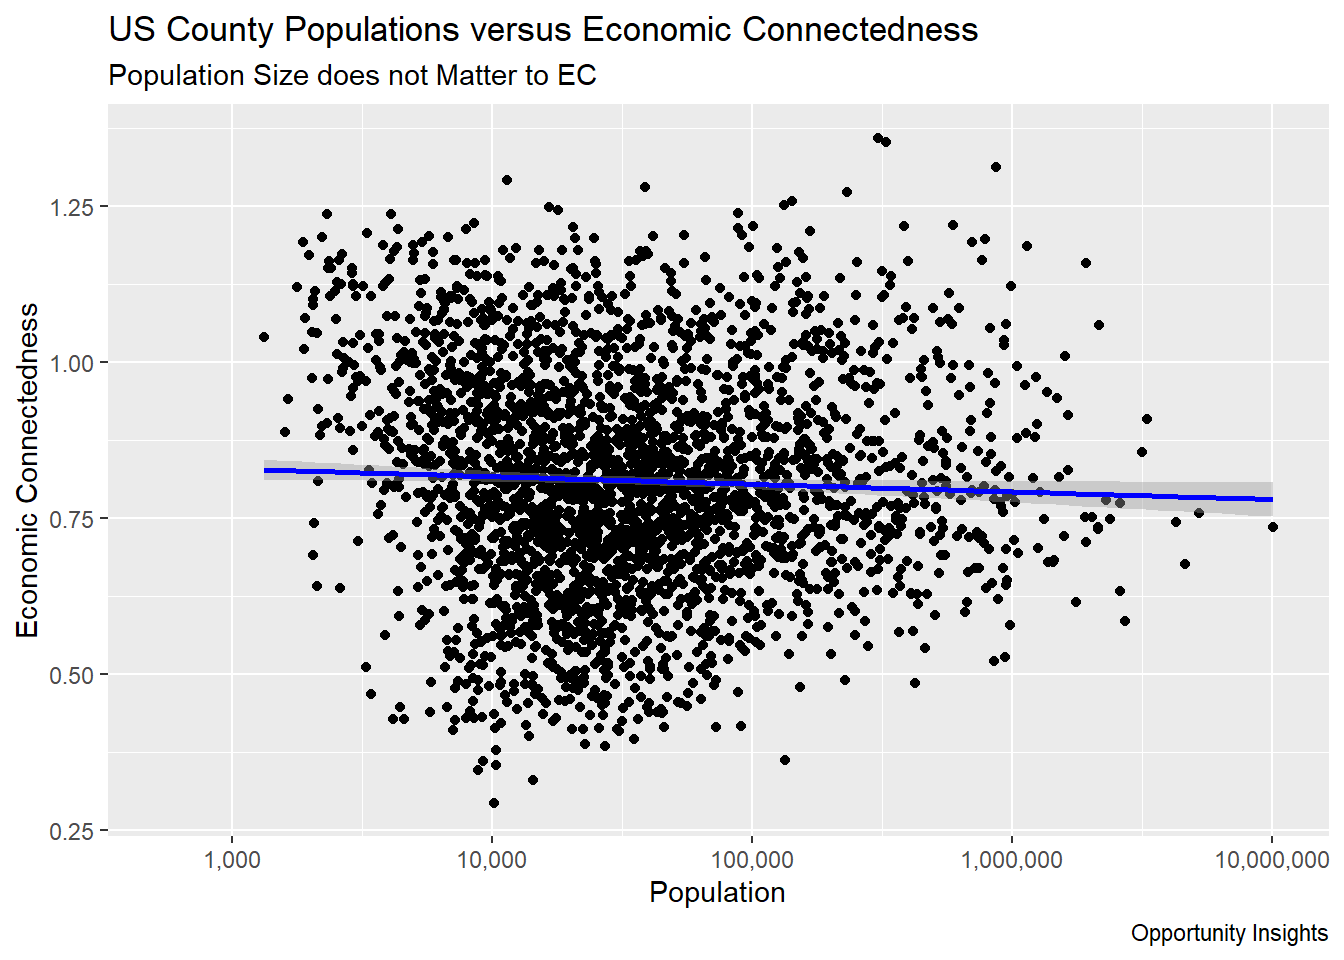 US County Populations versus Economic Connectedness
Population Size does not Matter to EC
Economic Connectedness
1.25
1.00
0.75
0.50
0.25
1,000
10,000
100,000
1,000,000
10,000,000
Population
Opportunity Insights